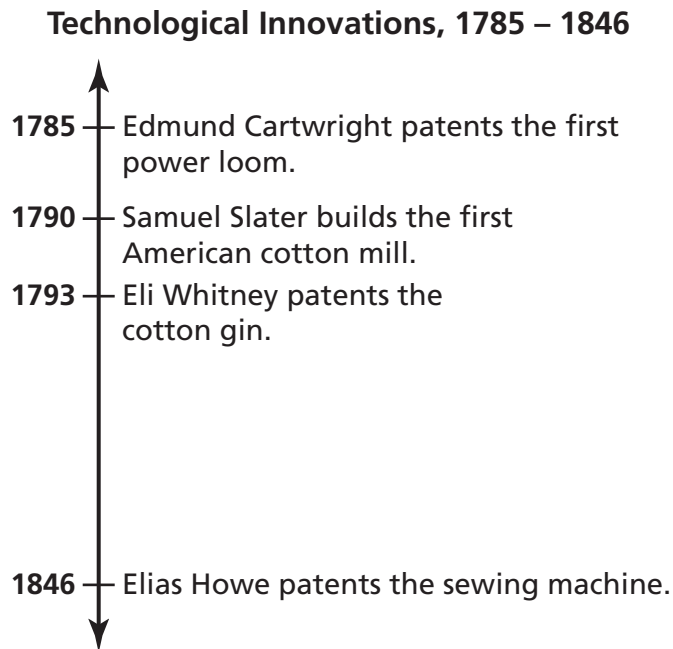 Technological Innovations, 1785 – 1846
1785 Edmund Cartwright patents the first
power loom.
1790 Samuel Slater builds the first
American cotton mill.
1793 Eli Whitney patents the
cotton gin.
1846 Elias Howe patents the sewing machine.